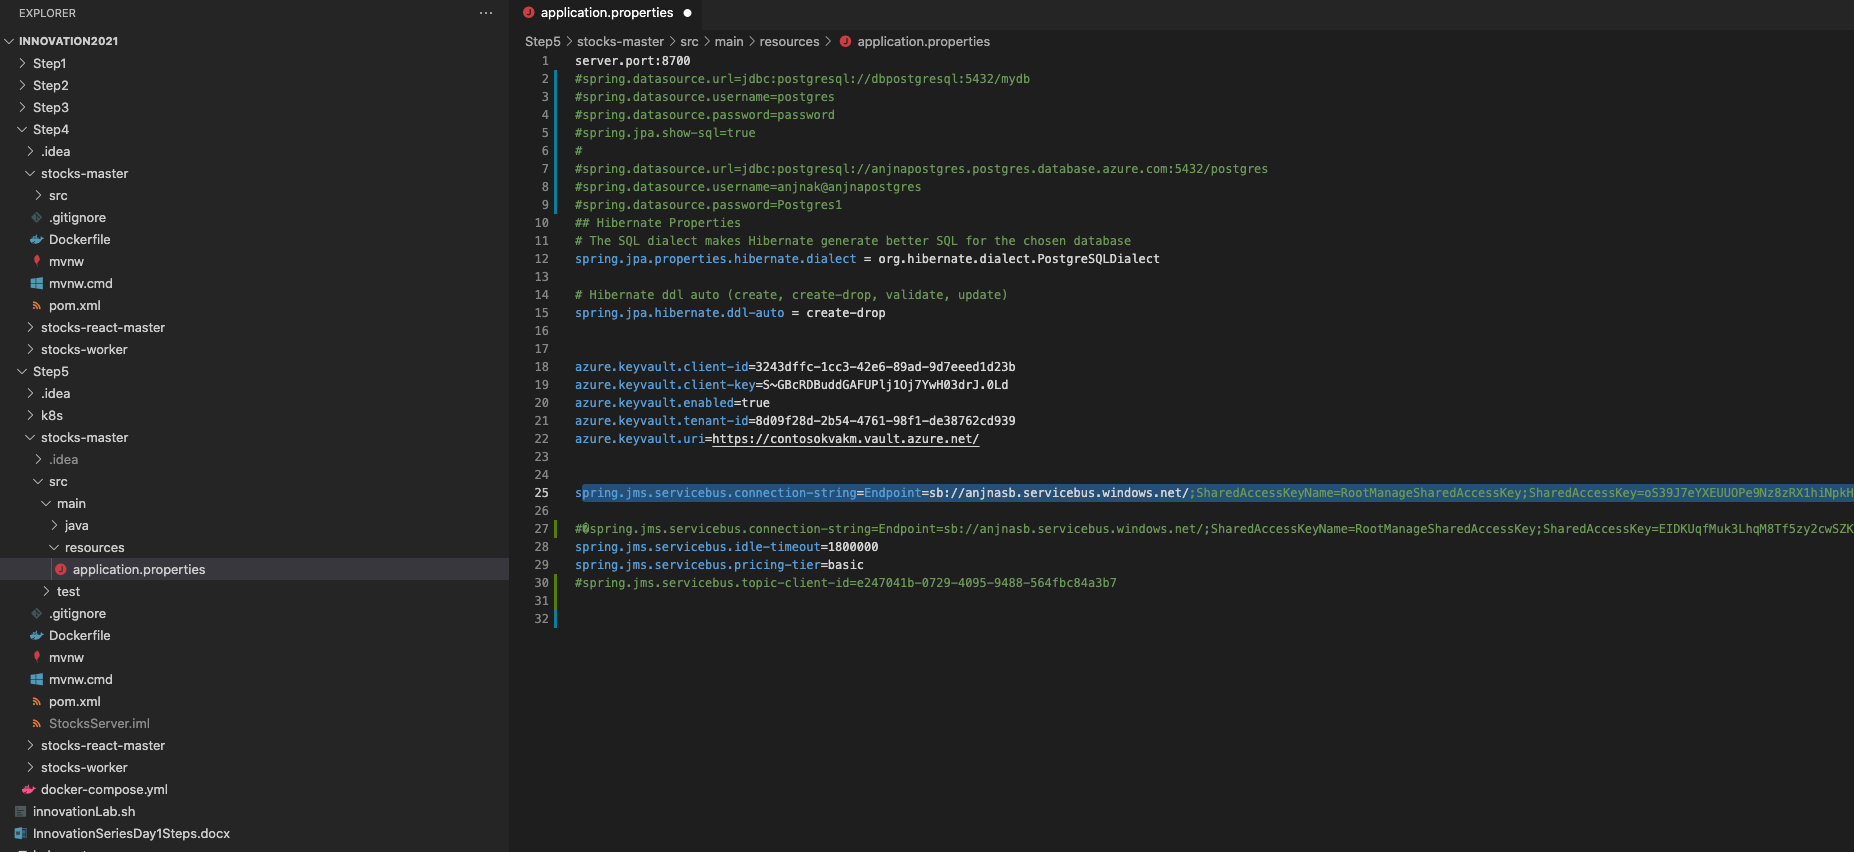 EXPLORER
INNOVATION2021
Step1
Step2
Step3
Step4
.idea
stocks-master
src
.gitignore
Dockerfile
mvnw
mvnw.cmd
pom.xml
stocks-react-master
stocks-worker
Step5
.idea
k8s
stocks-master
.idea
src
main
java
resources
application.properties
test
.gitignore
Dockerfile
mvnw
mvnw.cmd
pom.xml
StocksServer.iml
stocks-react-master
stocks-worker
docker-compose.yml
innovationLab.sh
InnovationSeriesDay1Steps.docx
application.properties
Step5 > stocks-master > src > main > resources > application.properties
1 server.port:8700
2 #spring.datasource.url=jdbc:postgresql://dbpostgresql:5432/mydb
3 #spring.datasource.username=postgres
4 #spring.datasource.password=password
5 #spring.jpa.show-sql=true
6 #
7 #spring.datasource.url=jdbc:postgresql://anjnapostgres.postgres.database.azure.com:5432/postgres
8 #spring.datasource.username=anjnak@anjnapostgres
9 #spring.datasource.password=Postgres1
10 ## Hibernate Properties
11 # The SQL dialect makes Hibernate generate better SQL for the chosen database
12 spring.jpa.properties.hibernate.dialect = org.hibernate.dialect.PostgreSQLDialect
13
14 # Hibernate ddl auto (create, create-drop, validate, update)
15 spring.jpa.hibernate.ddl-auto = create-drop
16
17
18 azure.keyvault.client-id=3243dffc-1cc3-42e6-89ad-9d7eeed1d23b
19 azure.keyvault.client-key=S~GBcRDBuddGAFUPlj1Oj7YwH03drJ.0Ld
20 azure.keyvault.enabled=true
21 azure.keyvault.tenant-id=8d09f28d-2b54-4761-98f1-de38762cd939
22 azure.keyvault.uri=https://contosokvakm.vault.azure.net/
23
24
25 spring.jms.servicebus.connection-string=Endpoint=sb://anjnasb.servicebus.windows.net/;SharedAccessKeyName=RootManageSharedAccessKey;SharedAccessKey=oS39J7eYXEUUOPe9Nz8zRX1hiNpkH
26
27 #�spring.jms.servicebus.connection-string=Endpoint=sb://anjnasb.servicebus.windows.net/;SharedAccessKeyName=RootManageSharedAccessKey;SharedAccessKey=EIDKUqfMuk3LhqM8Tf5zy2cwSZK
28 spring.jms.servicebus.idle-timeout=1800000
29 spring.jms.servicebus.pricing-tier=basic
30 #spring.jms.servicebus.topic-client-id=e247041b-0729-4095-9488-564fbc84a3b7
31
32